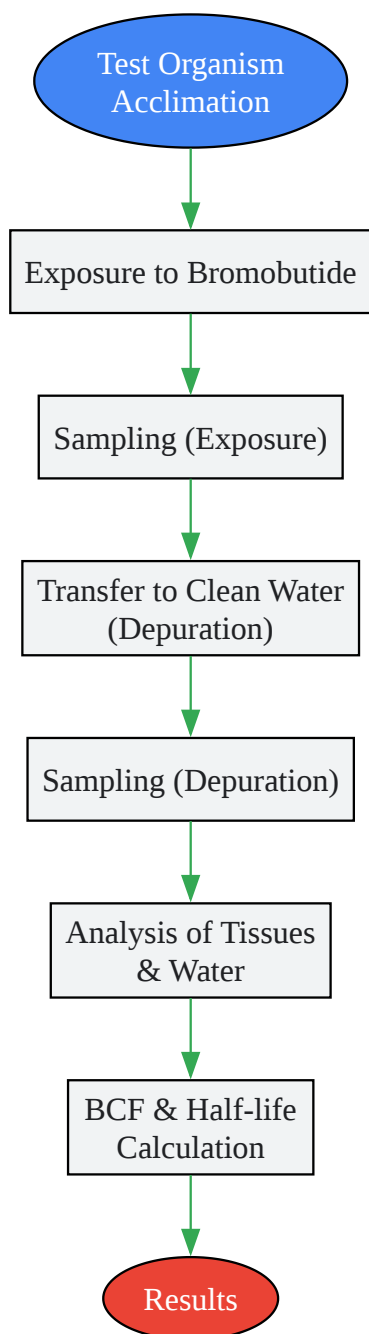 Test Organism
Acclimation
Exposure to Bromobutide
Sampling (Exposure)
Transfer to Clean Water
(Depuration)
Sampling (Depuration)
Analysis of Tissues
& Water
BCF & Half-life
Calculation
Results